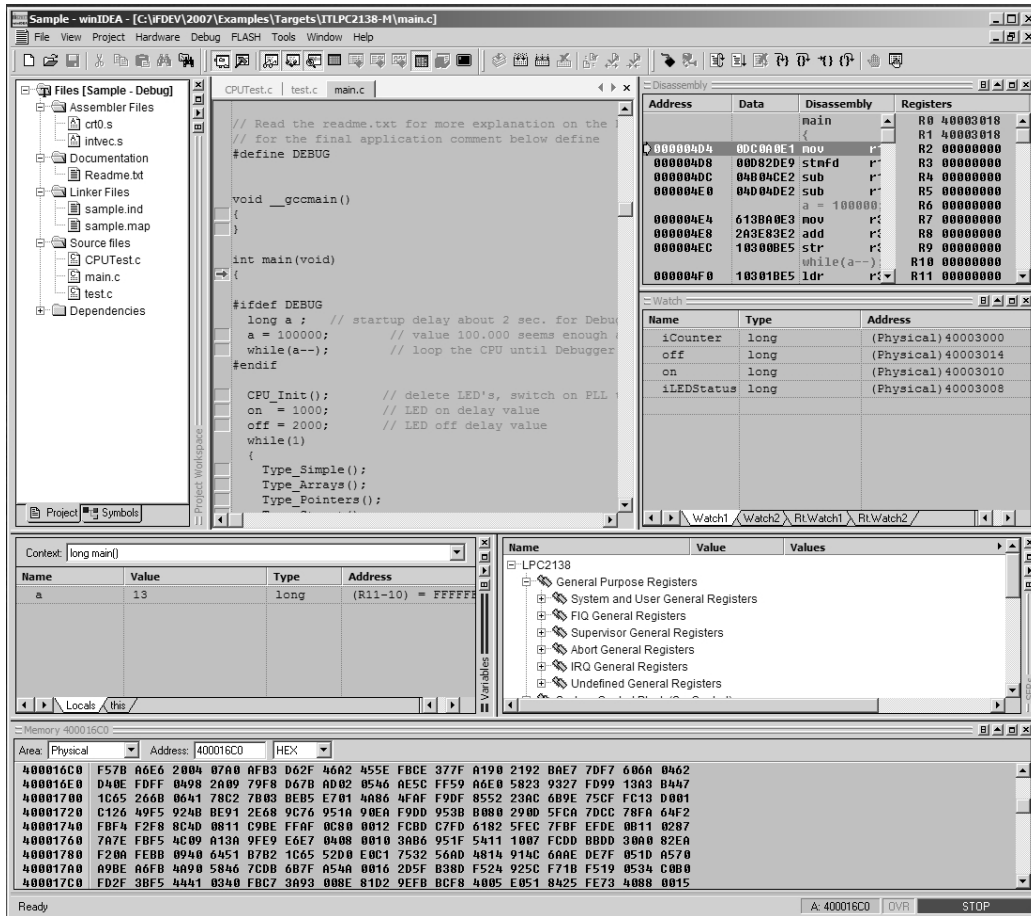 Sample - winIDEA - [C:\iFDEV\2007\Examples\Targets\ITLPC2138-M\main.c]
File View Project Hardware Debug FLASH Tools Window Help
Files [Sample - Debug]
Assembler Files
crt0.s
intvec.s
Documentation
Readme.txt
Linker Files
sample.ind
sample.map
Source files
CPUTest.c
main.c
test.c
Dependencies
Project Symbols
Project Workspace
CPUTest.c test.c main.c
// Read the readme.txt for more explanation on the
// for the final application comment below define
#define DEBUG
void __gccmain()
{
}
int main(void)
{
#ifdef DEBUG
long a ; // startup delay about 2 sec. for Debug
a = 100000; // value 100.000 seems enough
while(a--); // loop the CPU until Debugger
#endif
CPU_Init(); // delete LED's, switch on PLL
on = 1000; // LED on delay value
off = 2000; // LED off delay value
while(1)
{
Type_Simple();
Type_Arrays();
Type_Pointers();
Disassembly
Address Data Disassembly Registers
main R0 40003018
{ R1 40003018
000004D4 0DC0A0E1 mov r1 R2 00000000
000004D8 00D82DE9 stmfd r1 R3 00000000
000004DC 04B04CE2 sub r1 R4 00000000
000004E0 04D04DE2 sub r1 R5 00000000
a = 100000; R6 00000000
000004E4 613BA0E3 mov r3 R7 00000000
000004E8 2A3E83E2 add r3 R8 00000000
000004EC 10300BE5 str r3 R9 00000000
while(a--); R10 00000000
000004F0 10301BE5 ldr r3 R11 00000000
Watch
Name Type Address
iCounter long (Physical)40003000
off long (Physical)40003014
on long (Physical)40003010
iLEDStatus long (Physical)40003008
Watch1 Watch2 Rt.Watch1 Rt.Watch2
Context: long main()
Name Value Type Address
a 13 long (R11-10) = FFFFFF
Locals this
Variables
Name Value Values
LPC2138
General Purpose Registers
System and User General Registers
FIQ General Registers
Supervisor General Registers
Abort General Registers
IRQ General Registers
Undefined General Registers
Memory 400016C0
Area: Physical Address: 400016C0 HEX
400016C0 F57B A6E6 2004 07A0 AFB3 D62F 46A2 455E FBCE 377F A190 2192 BAE7 7DF7 606A 0462
400016E0 D40E FDFF 0498 2A09 79F8 D67B AD02 0546 AE5C FF59 A6E0 5823 9327 FD99 13A3 B447
40001700 1C65 266B 0641 78C2 7B03 BEB5 E701 4A86 4FAF F9DF 8552 23AC 6B9E 75CF FC13 D001
40001720 C126 49F5 924B BE91 2E68 9C76 951A 90EA F9DD 953B B080 290D 5FCA 7DCC 78FA 64F2
40001740 FBF4 F2F8 8C4D 0811 C9BE FFAF 0C80 0012 FCBD C7FD 6182 5FEC 7FBF EFDE 0B11 0287
40001760 7A7E FBF5 4C09 A13A 9FE9 E6E7 0408 0010 3AB6 951F 5411 1007 FCDD BBDD 30A0 82EA
40001780 F20A FEBB 0940 6451 B7B2 1C65 52D0 E0C1 7532 56AD 4814 914C 6AAE DE7F 051D A570
400017A0 A9BE A6FB 4A90 5846 7CDB 6B7F A54A 0016 2D5F B38D F524 925C F71B F519 0534 C0B0
400017C0 FD2F 3BF5 4441 0340 FBC7 3A93 008E 81D2 9EFB BCF8 4005 E051 8425 FE73 4088 0015
Ready A: 400016C0 OVR STOP